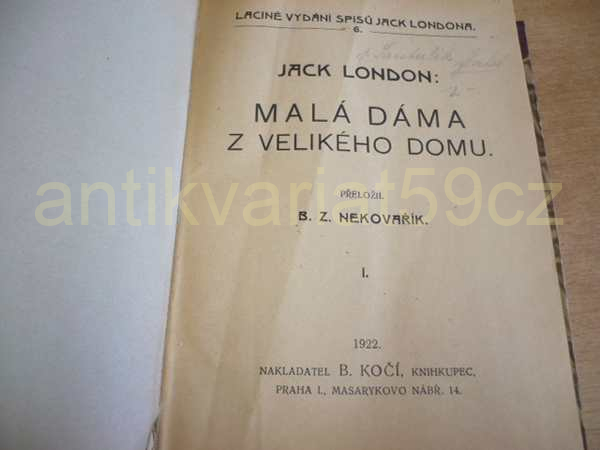 LACINÉ VYDÁNÍ SPISŮ JACK LONDONA.
6.
JACK LONDON:
MALÁ DÁMA
Z VELIKÉHO DOMU.
PŘELOŽIL
B. Z. NEKOVAŘÍK.
I.
1922.
NAKLADATEL B. KOČÍ, KNIHKUPEC,
PRAHA I., MASARYKOVO NÁBŘ. 14.
antikvariat59cz